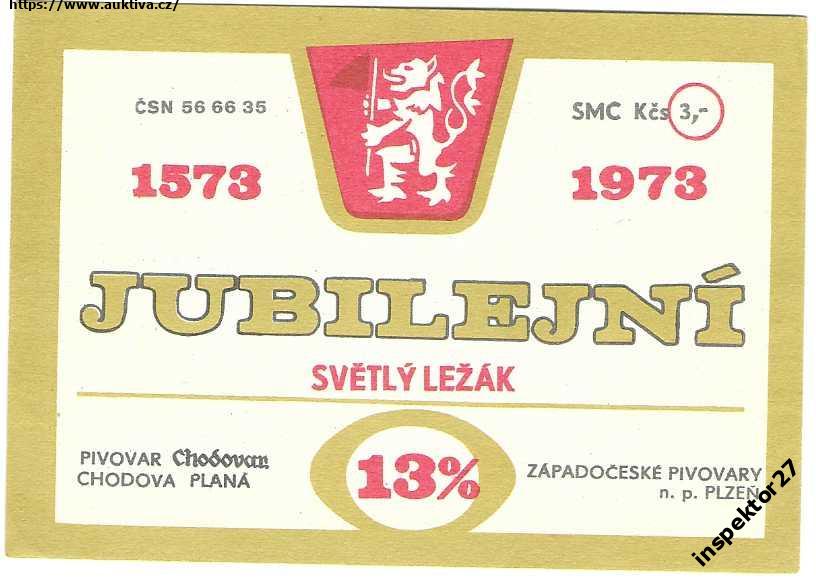 https://www.auktiva.cz/
ČSN 56 66 35
SMC Kčs 3,-
1573
1973
JUBILEJNÍ
SVĚTLÝ LEŽÁK
PIVOVAR Chodovar
CHODOVA PLANÁ
13%
ZÁPADOČESKÉ PIVOVARY
n. p. PLZEŇ
inspektor27